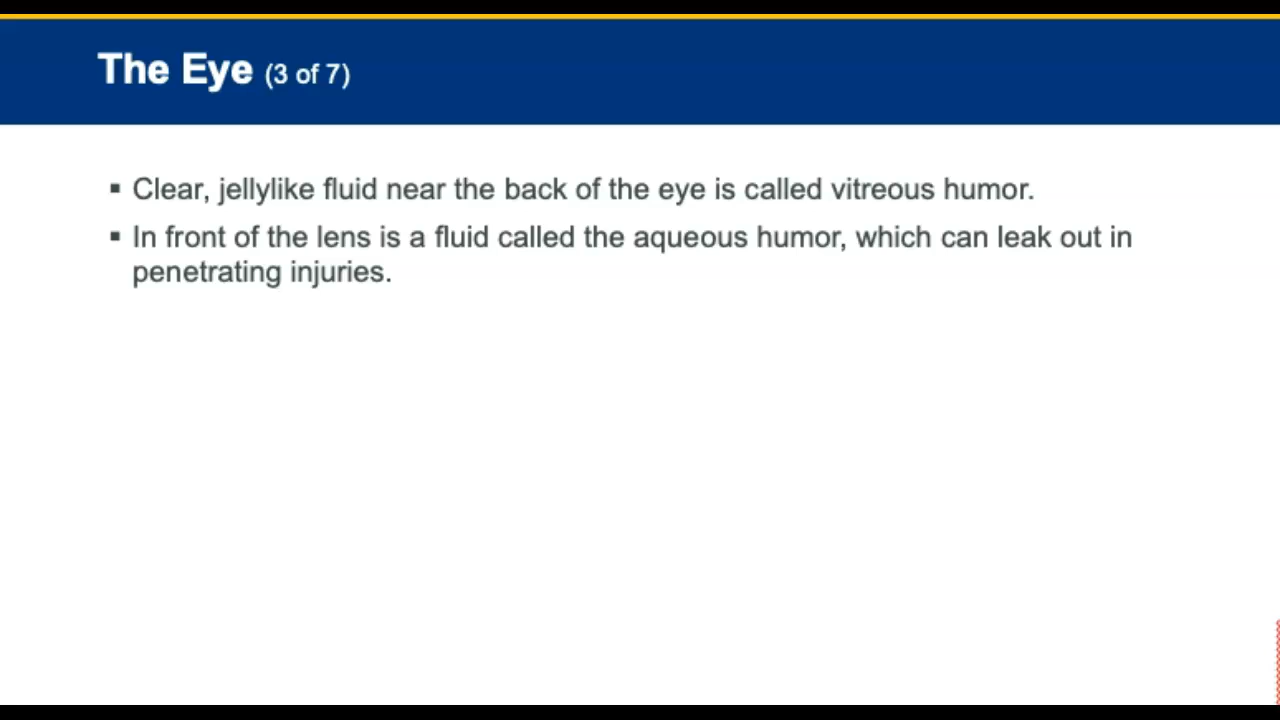 The Eye (3 of 7)
▪ Clear, jellylike fluid near the back of the eye is called vitreous humor.
▪ In front of the lens is a fluid called the aqueous humor, which can leak out in
penetrating injuries.